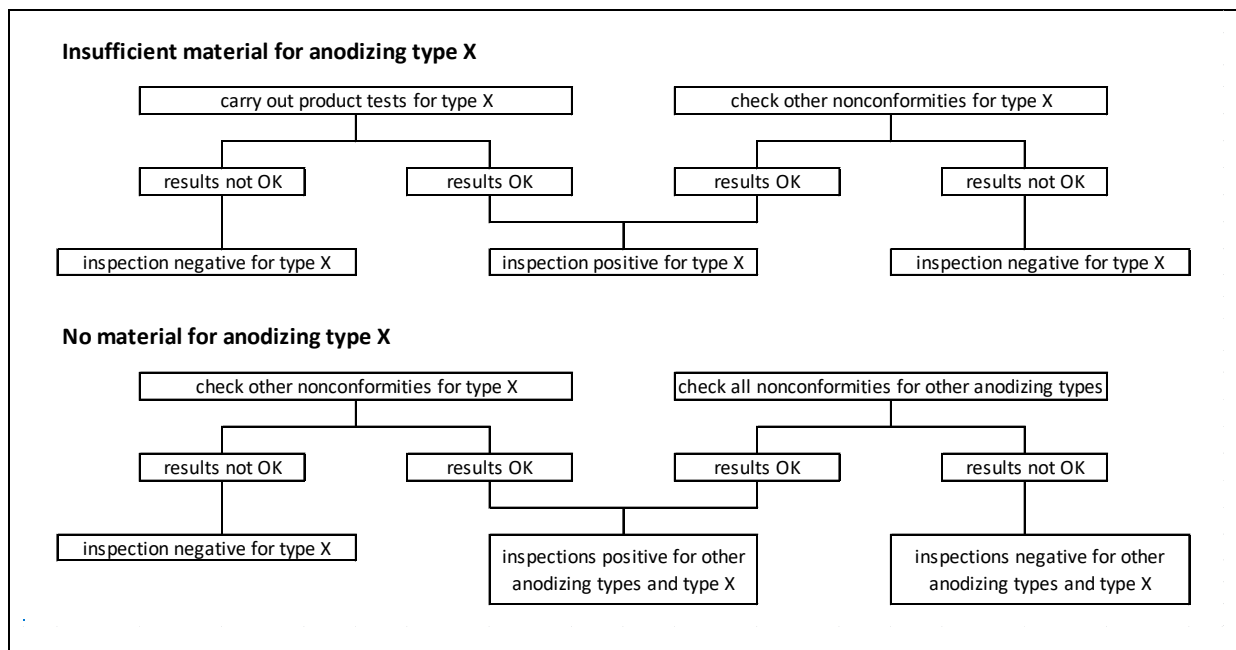 Insufficient material for anodizing type X
carry out product tests for type X
check other nonconformities for type X
results not OK
results OK
results OK
results not OK
inspection negative for type X
inspection positive for type X
inspection negative for type X
No material for anodizing type X
check other nonconformities for type X
check all nonconformities for other anodizing types
results not OK
results OK
results OK
results not OK
inspection negative for type X
inspections positive for other
anodizing types and type X
inspections negative for other
anodizing types and type X